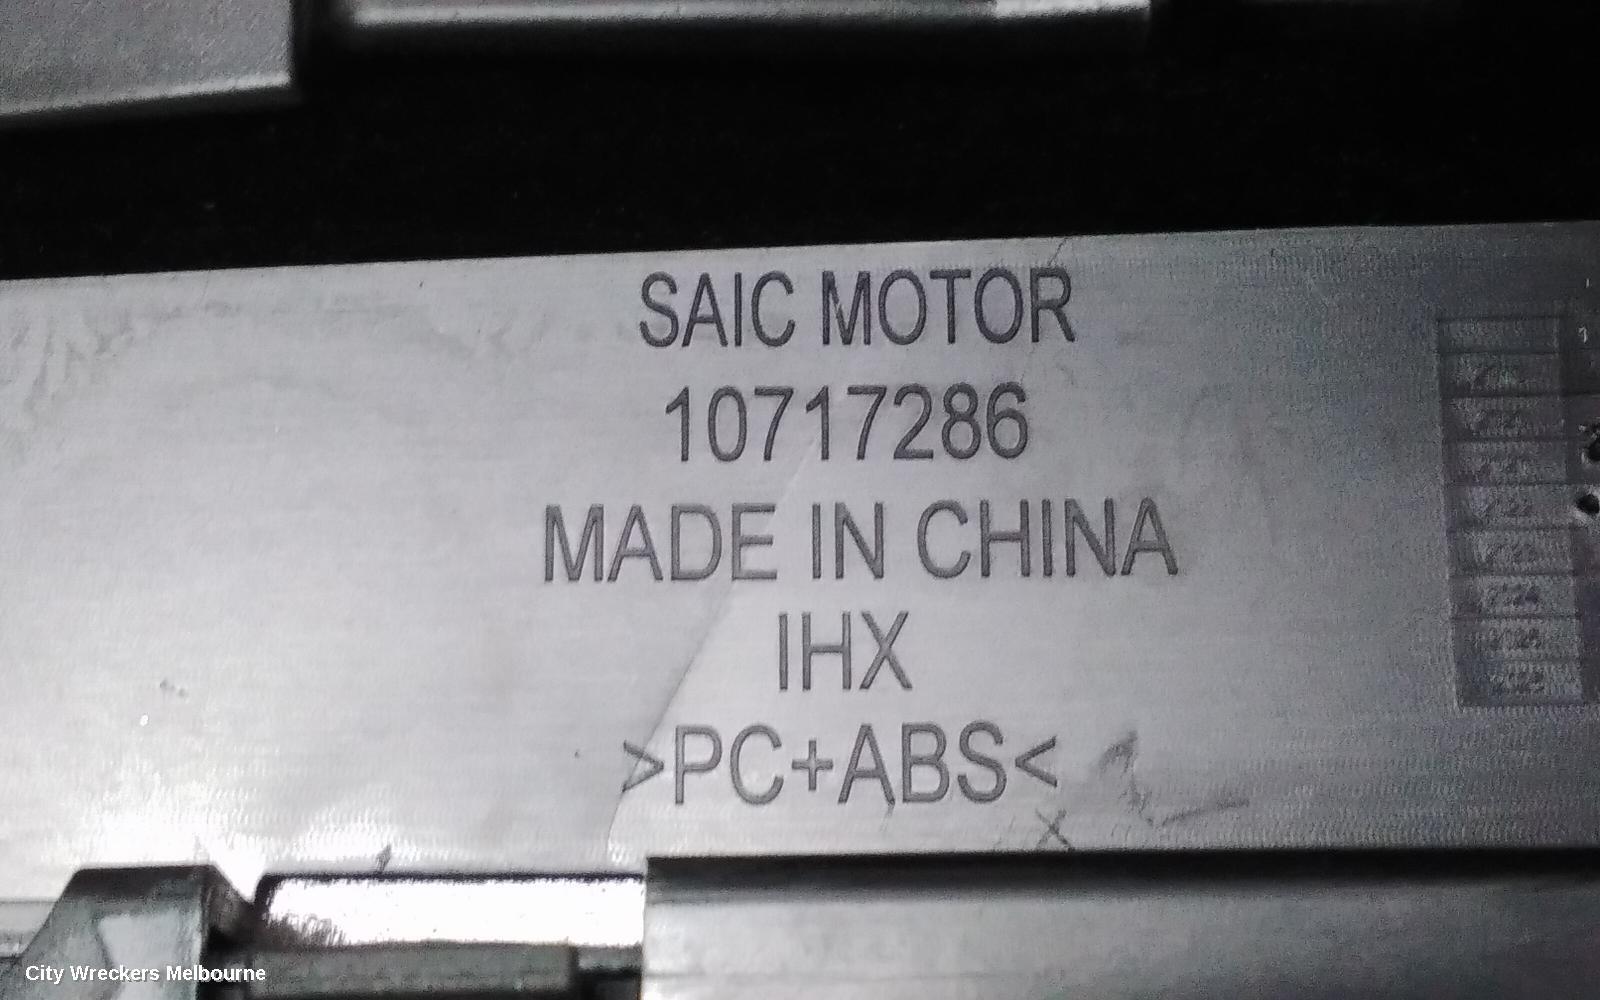 SAIC MOTOR
10717286
MADE IN CHINA
IHX
>PC+ABS<
City Wreckers Melbourne